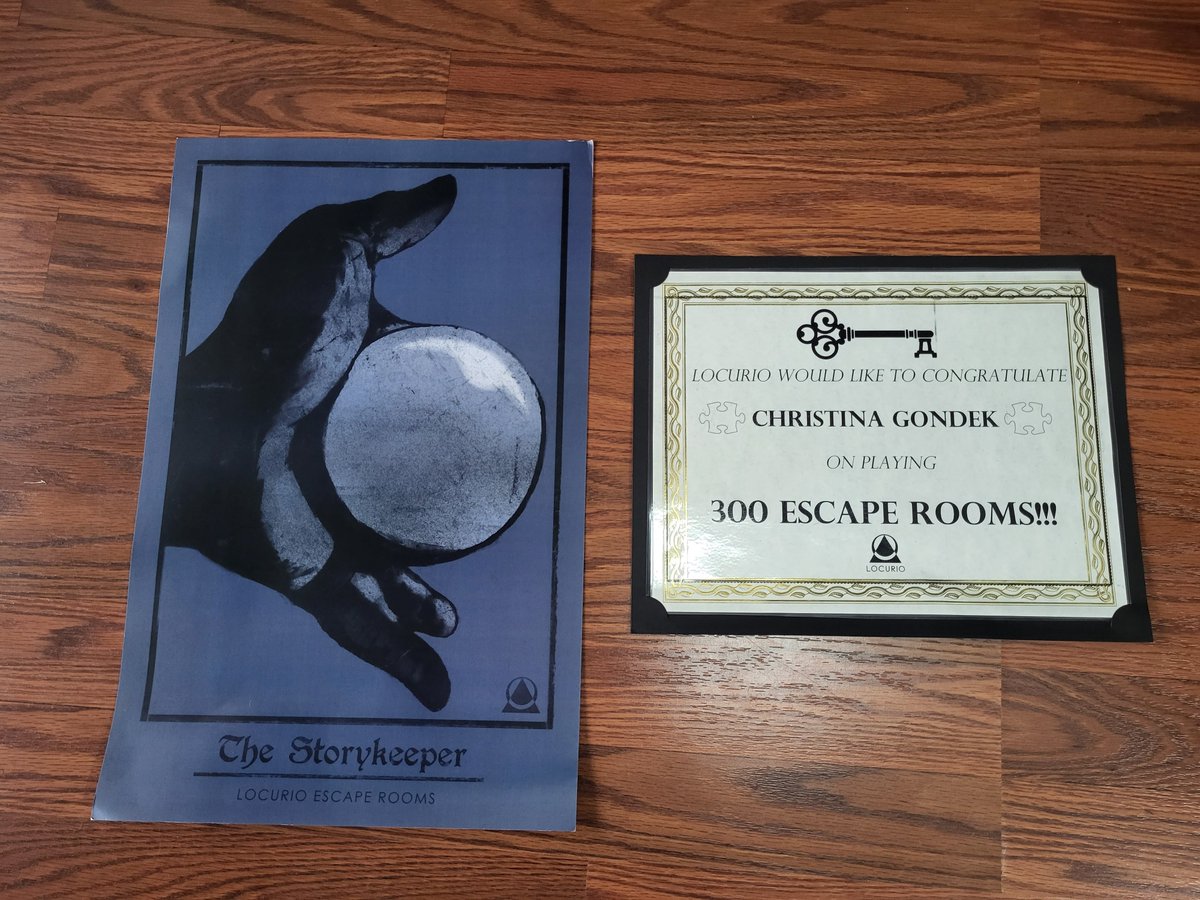 The Storykeeper
LOCURIO ESCAPE ROOMS
LOCURIO WOULD LIKE TO CONGRATULATE
CHRISTINA GONDEK
ON PLAYING
300 ESCAPE ROOMS!!!
LOCURIO